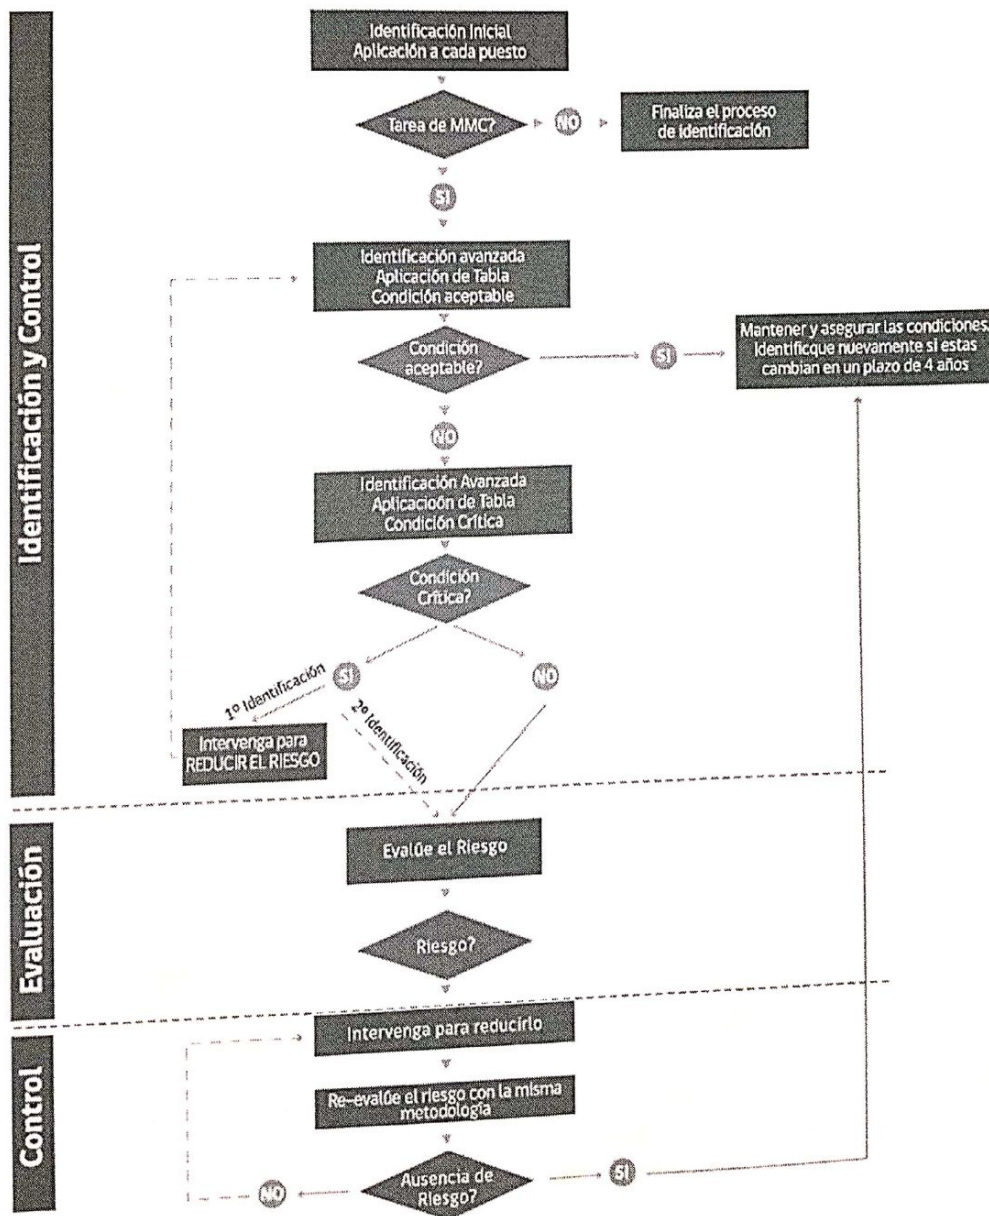 Identificación y Control
Identificación Inicial
Aplicación a cada puesto
Tarea de MMC?
NO
Finaliza el proceso
de identificación
SI
Identificación avanzada
Aplicación de Tabla
Condición aceptable
Condición
aceptable?
SI
Mantener y asegurar las condiciones.
Identificque nuevamente si estas
cambian en un plazo de 4 años
NO
Identificación Avanzada
Aplicacioón de Tabla
Condición Crítica
Condición
Crítica?
SI
NO
1º Identificación
2º Identificación
Intervenga para
REDUCIR EL RIESGO
Evaluación
Evalúe el Riesgo
Riesgo?
Control
Intervenga para reducirlo
Re-evalúe el riesgo con la misma
metodología
Ausencia de
Riesgo?
NO
SI